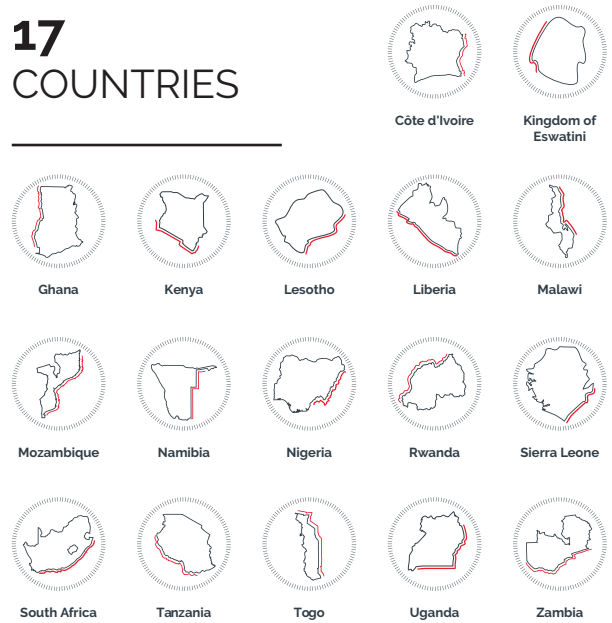 17
COUNTRIES
Côte d'Ivoire
Kingdom of
Eswatini
Ghana
Kenya
Lesotho
Liberia
Malawi
Mozambique
Namibia
Nigeria
Rwanda
Sierra Leone
South Africa
Tanzania
Togo
Uganda
Zambia